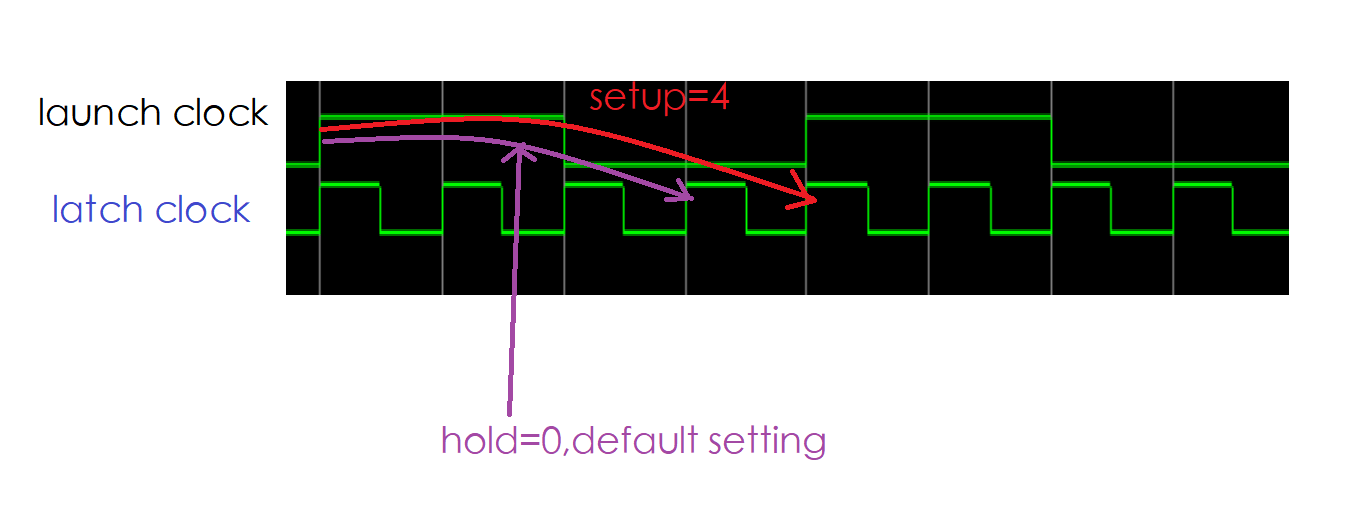 setup=4
launch clock
latch clock
hold=0,default setting